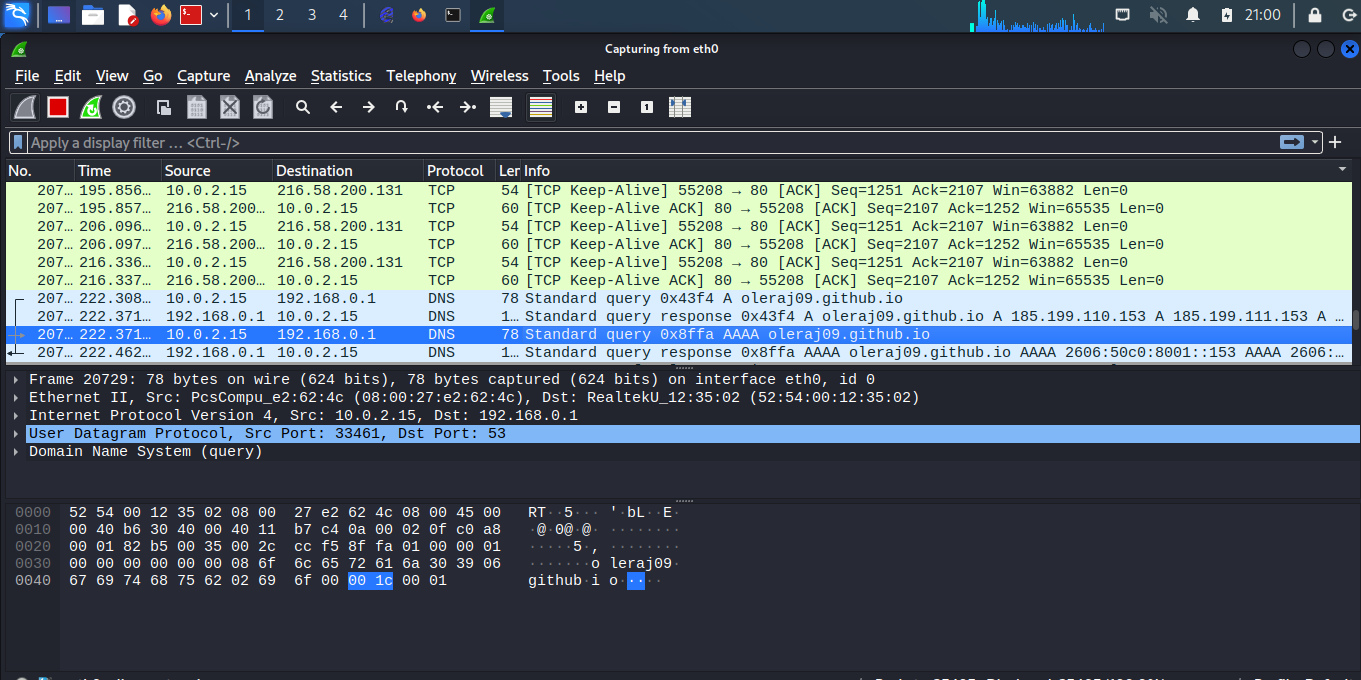 1 2 3 4 21:00
Capturing from eth0
File Edit View Go Capture Analyze Statistics Telephony Wireless Tools Help
Apply a display filter … <Ctrl-/>
No. Time Source Destination Protocol Ler Info
207… 195.856… 10.0.2.15 216.58.200.131 TCP 54 [TCP Keep-Alive] 55208 → 80 [ACK] Seq=1251 Ack=2107 Win=63882 Len=0
207… 195.857… 216.58.200… 10.0.2.15 TCP 60 [TCP Keep-Alive ACK] 80 → 55208 [ACK] Seq=2107 Ack=1252 Win=65535 Len=0
207… 206.096… 10.0.2.15 216.58.200.131 TCP 54 [TCP Keep-Alive] 55208 → 80 [ACK] Seq=1251 Ack=2107 Win=63882 Len=0
207… 206.097… 216.58.200… 10.0.2.15 TCP 60 [TCP Keep-Alive ACK] 80 → 55208 [ACK] Seq=2107 Ack=1252 Win=65535 Len=0
207… 216.336… 10.0.2.15 216.58.200.131 TCP 54 [TCP Keep-Alive] 55208 → 80 [ACK] Seq=1251 Ack=2107 Win=63882 Len=0
207… 216.337… 216.58.200… 10.0.2.15 TCP 60 [TCP Keep-Alive ACK] 80 → 55208 [ACK] Seq=2107 Ack=1252 Win=65535 Len=0
207… 222.308… 10.0.2.15 192.168.0.1 DNS 78 Standard query 0x43f4 A oleraj09.github.io
207… 222.371… 192.168.0.1 10.0.2.15 DNS 1… Standard query response 0x43f4 A oleraj09.github.io A 185.199.110.153 A 185.199.111.153 A …
207… 222.371… 10.0.2.15 192.168.0.1 DNS 78 Standard query 0x8ffa AAAA oleraj09.github.io
207… 222.462… 192.168.0.1 10.0.2.15 DNS 1… Standard query response 0x8ffa AAAA oleraj09.github.io AAAA 2606:50c0:8001::153 AAAA 2606:…
Frame 20729: 78 bytes on wire (624 bits), 78 bytes captured (624 bits) on interface eth0, id 0
Ethernet II, Src: PcsCompu_e2:62:4c (08:00:27:e2:62:4c), Dst: RealtekU_12:35:02 (52:54:00:12:35:02)
Internet Protocol Version 4, Src: 10.0.2.15, Dst: 192.168.0.1
User Datagram Protocol, Src Port: 33461, Dst Port: 53
Domain Name System (query)
0000 52 54 00 12 35 02 08 00 27 e2 62 4c 08 00 45 00 RT··5···'·bL··E·
0010 00 40 b6 30 40 00 40 11 b7 c4 0a 00 02 0f c0 a8 ·@·0@·@·········
0020 00 01 82 b5 00 35 00 2c cc f5 8f fa 01 00 00 01 ·····5·,········
0030 00 00 00 00 00 00 08 6f 6c 65 72 61 6a 30 39 06 ·······oleraj09·
0040 67 69 74 68 75 62 02 69 6f 00 00 1c 00 01 github·io·····